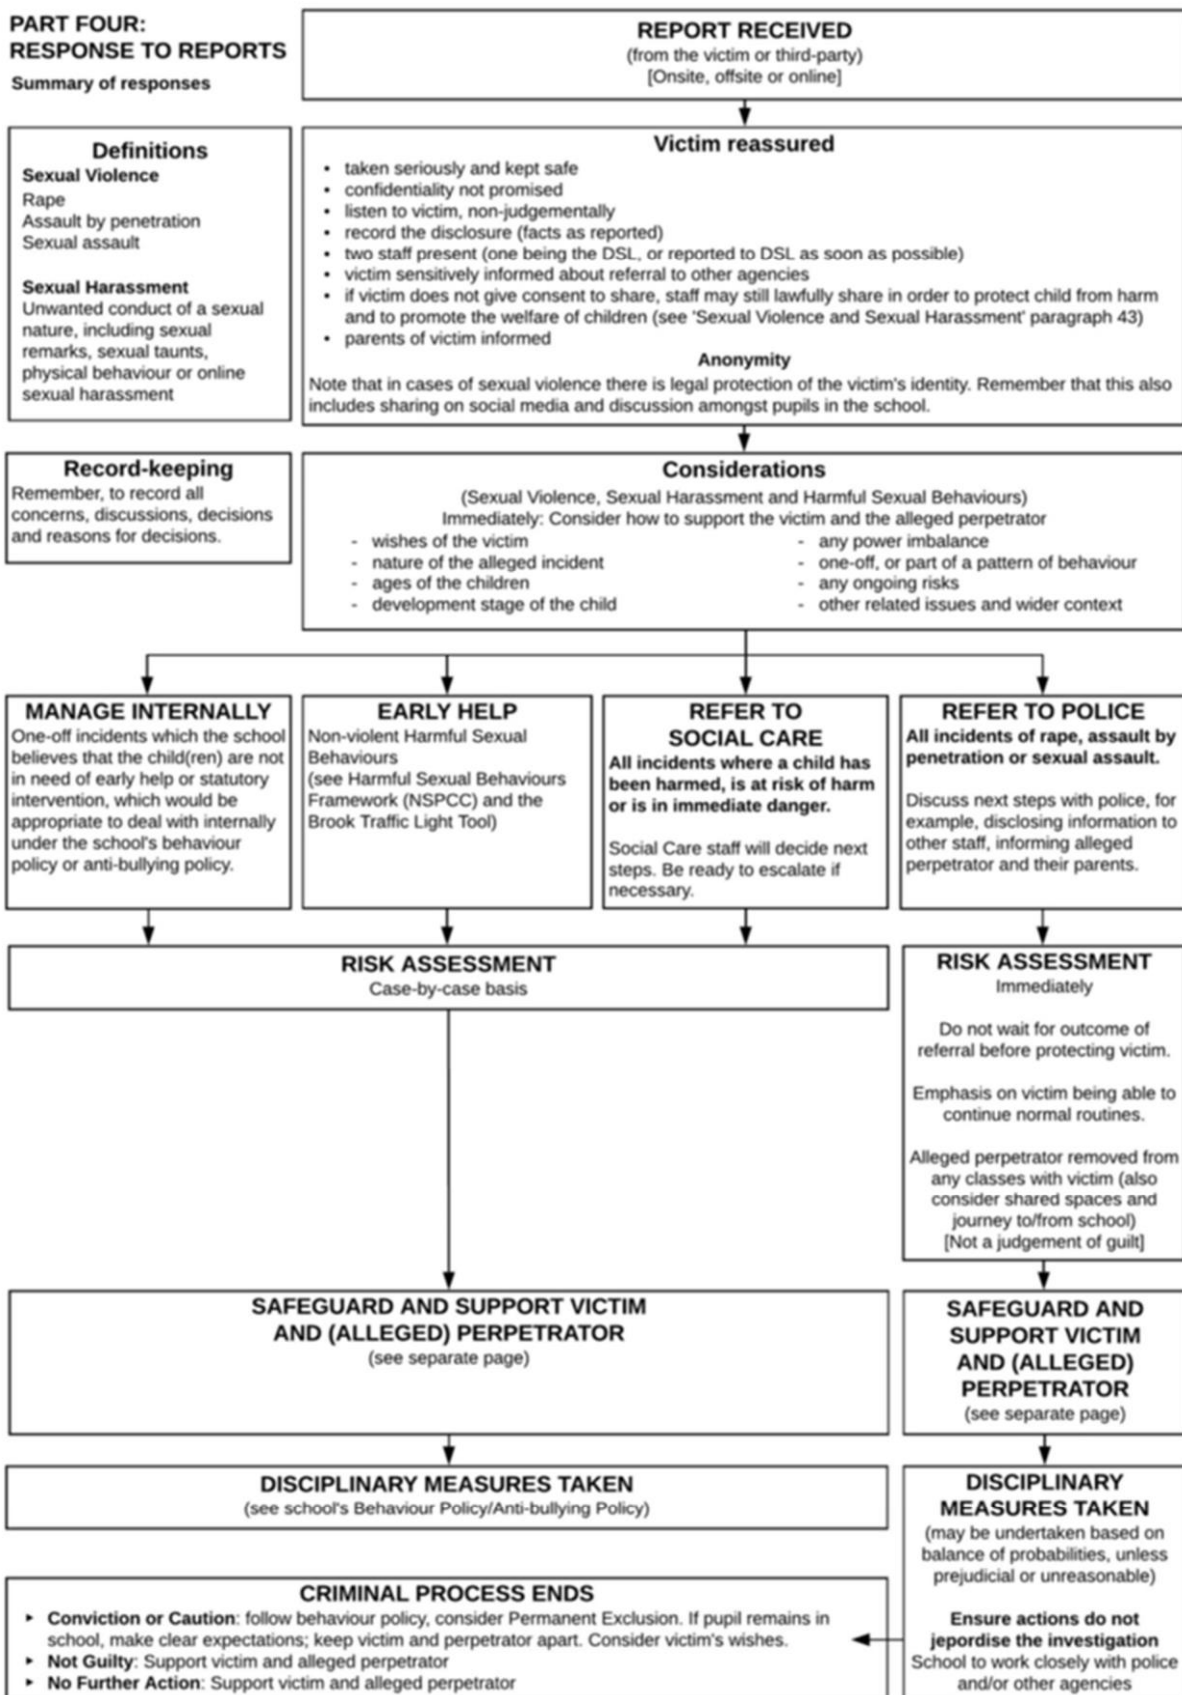 PART FOUR:
RESPONSE TO REPORTS
Summary of responses
REPORT RECEIVED
(from the victim or third-party)
[Onsite, offsite or online]
Definitions
Sexual Violence
Rape
Assault by penetration
Sexual assault
Sexual Harassment
Unwanted conduct of a sexual
nature, including sexual
remarks, sexual taunts,
physical behaviour or online
sexual harassment
Victim reassured
• taken seriously and kept safe
• confidentiality not promised
• listen to victim, non-judgementally
• record the disclosure (facts as reported)
• two staff present (one being the DSL, or reported to DSL as soon as possible)
• victim sensitively informed about referral to other agencies
• if victim does not give consent to share, staff may still lawfully share in order to protect child from harm
and to promote the welfare of children (see 'Sexual Violence and Sexual Harassment' paragraph 43)
• parents of victim informed
Anonymity
Note that in cases of sexual violence there is legal protection of the victim's identity. Remember that this also
includes sharing on social media and discussion amongst pupils in the school.
Record-keeping
Remember, to record all
concerns, discussions, decisions
and reasons for decisions.
Considerations
(Sexual Violence, Sexual Harassment and Harmful Sexual Behaviours)
Immediately: Consider how to support the victim and the alleged perpetrator
- wishes of the victim
- nature of the alleged incident
- ages of the children
- development stage of the child
- any power imbalance
- one-off, or part of a pattern of behaviour
- any ongoing risks
- other related issues and wider context
MANAGE INTERNALLY
One-off incidents which the school
believes that the child(ren) are not
in need of early help or statutory
intervention, which would be
appropriate to deal with internally
under the school's behaviour
policy or anti-bullying policy.
EARLY HELP
Non-violent Harmful Sexual
Behaviours
(see Harmful Sexual Behaviours
Framework (NSPCC) and the
Brook Traffic Light Tool)
REFER TO
SOCIAL CARE
All incidents where a child has
been harmed, is at risk of harm
or is in immediate danger.
Social Care staff will decide next
steps. Be ready to escalate if
necessary.
REFER TO POLICE
All incidents of rape, assault by
penetration or sexual assault.
Discuss next steps with police, for
example, disclosing information to
other staff, informing alleged
perpetrator and their parents.
RISK ASSESSMENT
Case-by-case basis
RISK ASSESSMENT
Immediately
Do not wait for outcome of
referral before protecting victim.
Emphasis on victim being able to
continue normal routines.
Alleged perpetrator removed from
any classes with victim (also
consider shared spaces and
journey to/from school)
[Not a judgement of guilt]
SAFEGUARD AND SUPPORT VICTIM
AND (ALLEGED) PERPETRATOR
(see separate page)
SAFEGUARD AND
SUPPORT VICTIM
AND (ALLEGED)
PERPETRATOR
(see separate page)
DISCIPLINARY MEASURES TAKEN
(see school's Behaviour Policy/Anti-bullying Policy)
DISCIPLINARY
MEASURES TAKEN
(may be undertaken based on
balance of probabilities, unless
prejudicial or unreasonable)
Ensure actions do not
jepordise the investigation
School to work closely with police
and/or other agencies
CRIMINAL PROCESS ENDS
‣ Conviction or Caution: follow behaviour policy, consider Permanent Exclusion. If pupil remains in
school, make clear expectations; keep victim and perpetrator apart. Consider victim's wishes.
‣ Not Guilty: Support victim and alleged perpetrator
‣ No Further Action: Support victim and alleged perpetrator